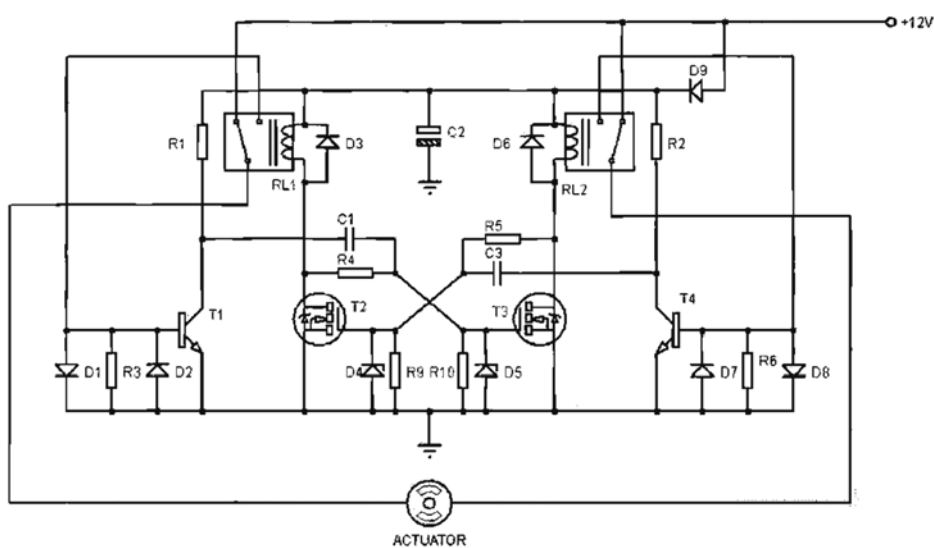 +12V
D9
R1
D3
C2
D6
R2
RL1
RL2
C1
R5
R4
C3
T1
T2
T3
T4
D1
R3
D2
D4
R9
R10
D5
D7
R6
D8
ACTUATOR